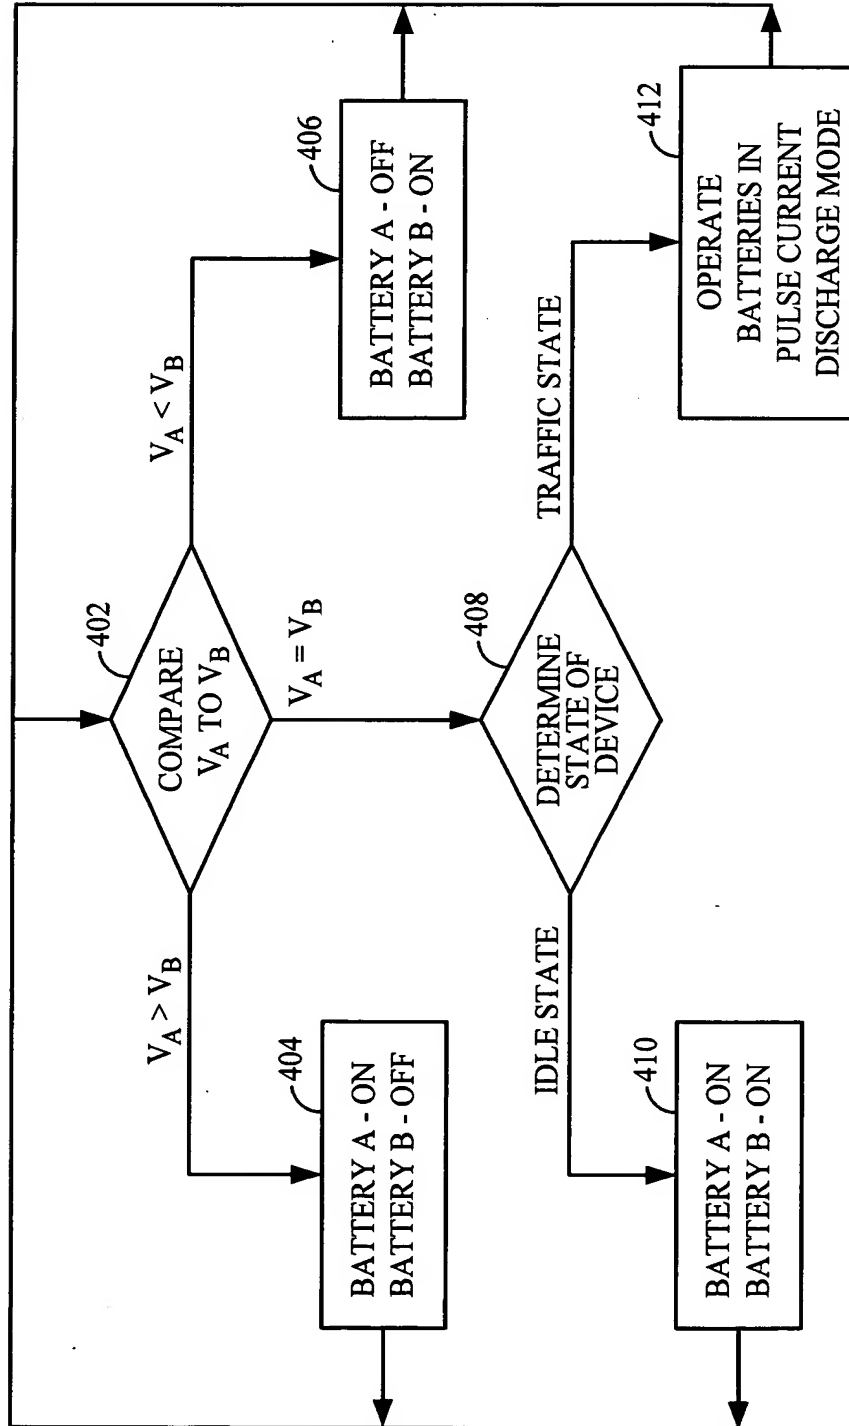 402
COMPARE
V_A TO V_B
V_A > V_B
V_A = V_B
V_A < V_B
404
BATTERY A - ON
BATTERY B - OFF
406
BATTERY A - OFF
BATTERY B - ON
408
DETERMINE
STATE OF
DEVICE
IDLE STATE
TRAFFIC STATE
410
BATTERY A - ON
BATTERY B - ON
412
OPERATE
BATTERIES IN
PULSE CURRENT
DISCHARGE MODE